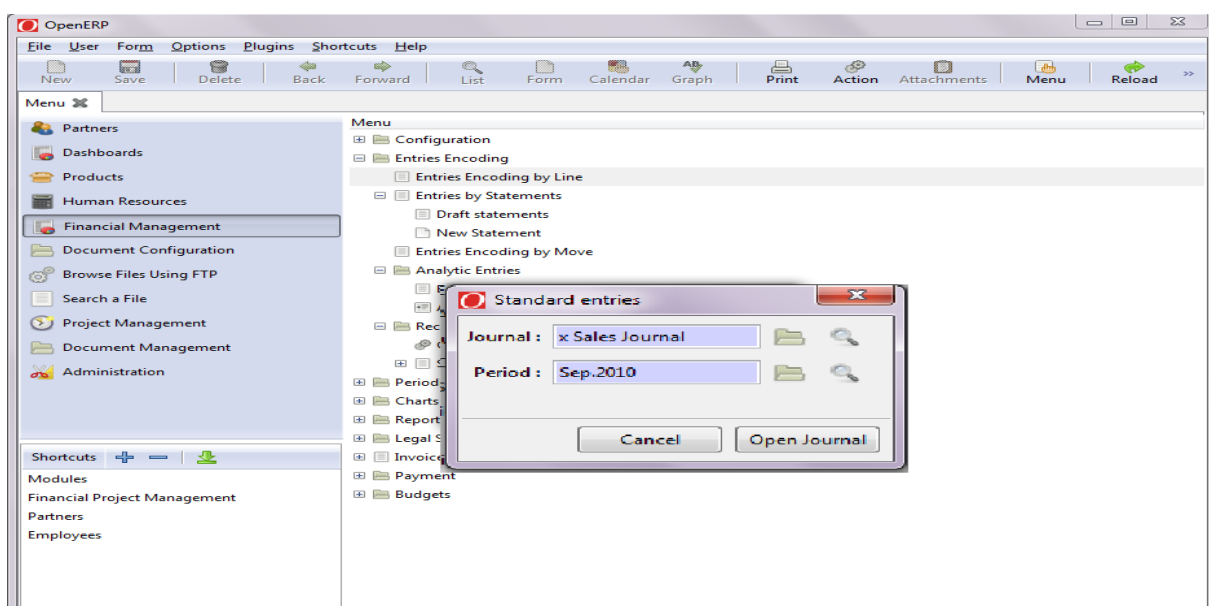 OpenERP
File User Form Options Plugins Shortcuts Help
New Save Delete Back Forward List Form Calendar Graph Print Action Attachments Menu Reload »
Menu
Partners
Dashboards
Products
Human Resources
Financial Management
Document Configuration
Browse Files Using FTP
Search a File
Project Management
Document Management
Administration
Shortcuts
Modules
Financial Project Management
Partners
Employees
Menu
Configuration
Entries Encoding
Entries Encoding by Line
Entries by Statements
Draft statements
New Statement
Entries Encoding by Move
Analytic Entries
Rec
Period
Charts
Report
Legal S
Invoice
Payment
Budgets
Standard entries
Journal : x Sales Journal
Period : Sep.2010
Cancel Open Journal